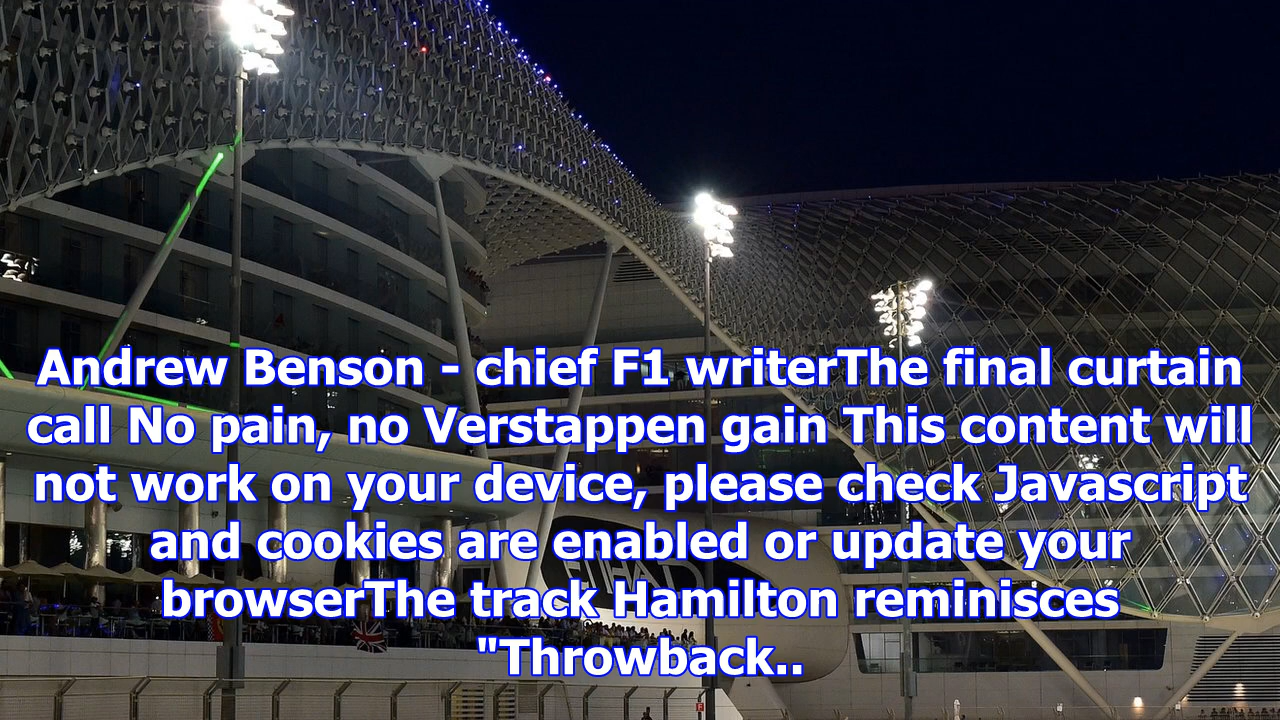 Andrew Benson - chief F1 writerThe final curtain
call No pain, no Verstappen gain This content will
not work on your device, please check Javascript
and cookies are enabled or update your
browserThe track Hamilton reminisces
"Throwback..
ETIHAD
F